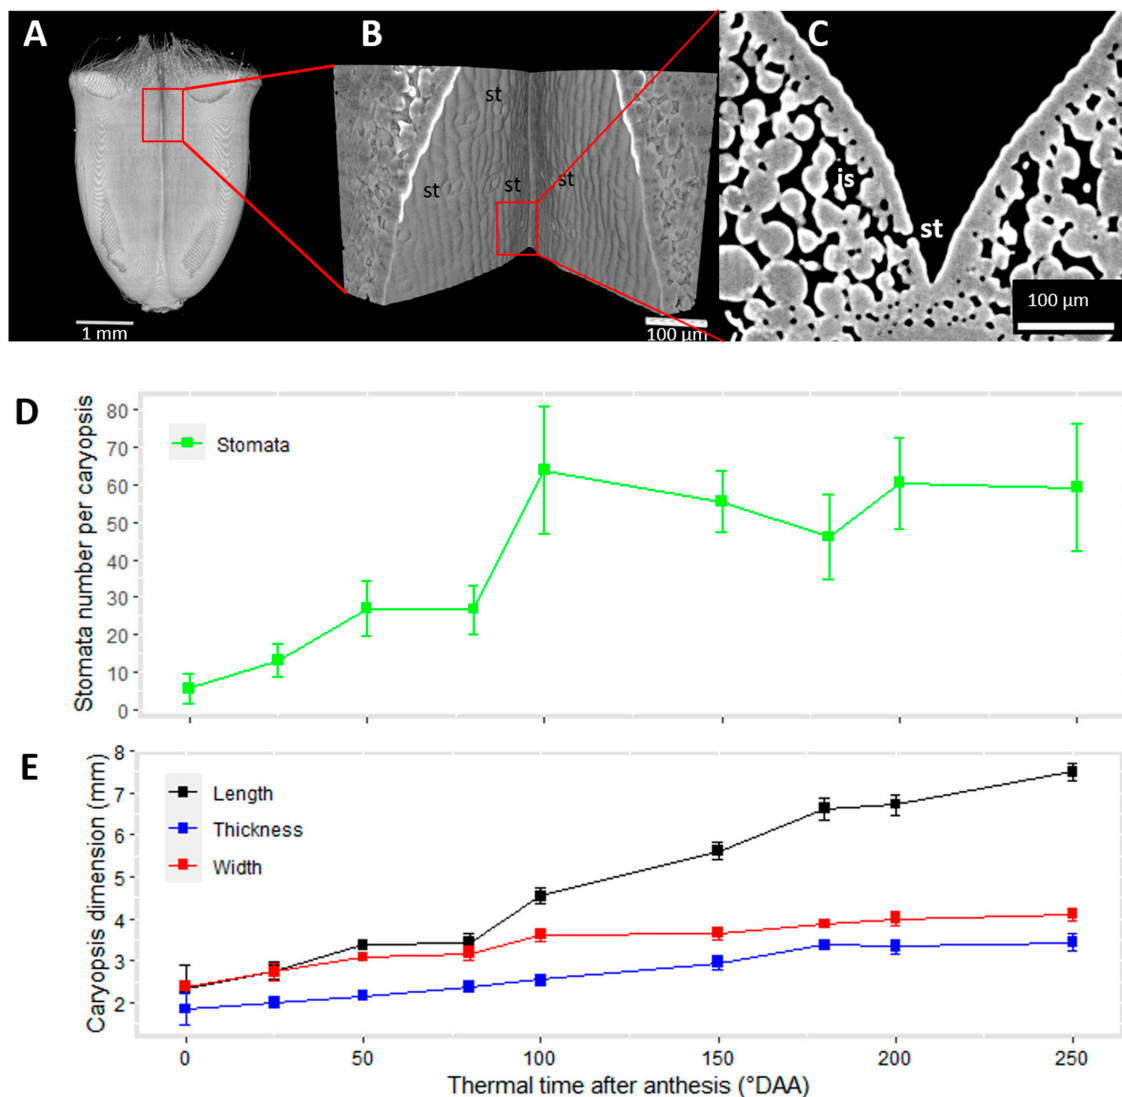 A
B
C
st
st
st
st
is
st
1 mm
100 µm
100 µm
D
Stomata number per caryopsis
80
70
60
50
40
30
20
10
0
Stomata
E
Caryopsis dimension (mm)
8
7
6
5
4
3
2
Length
Thickness
Width
0 50 100 150 200 250
Thermal time after anthesis (°DAA)